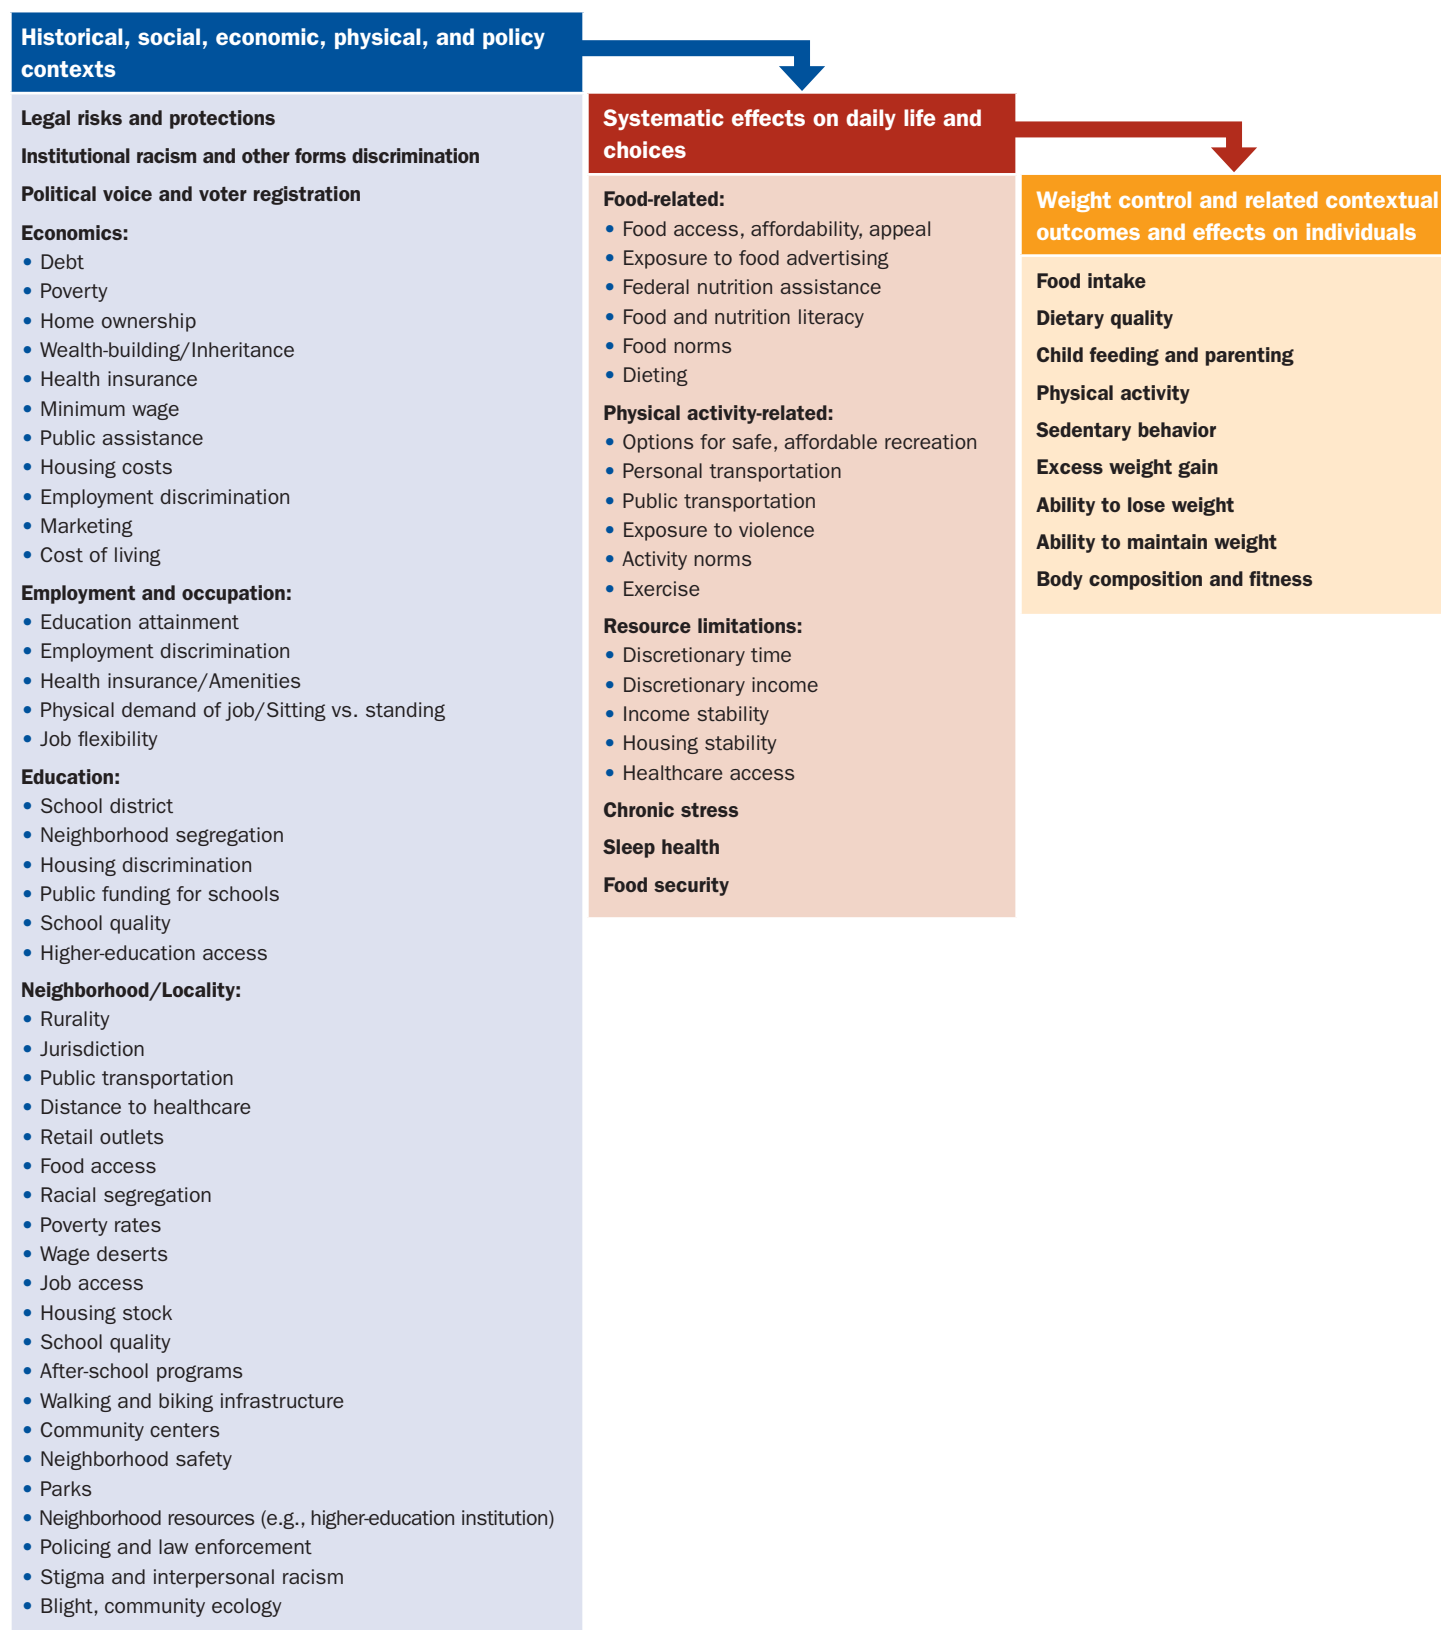 Historical, social, economic, physical, and policy
contexts
Legal risks and protections
Institutional racism and other forms discrimination
Political voice and voter registration
Economics:
• Debt
• Poverty
• Home ownership
• Wealth-building/Inheritance
• Health insurance
• Minimum wage
• Public assistance
• Housing costs
• Employment discrimination
• Marketing
• Cost of living
Employment and occupation:
• Education attainment
• Employment discrimination
• Health insurance/Amenities
• Physical demand of job/Sitting vs. standing
• Job flexibility
Education:
• School district
• Neighborhood segregation
• Housing discrimination
• Public funding for schools
• School quality
• Higher-education access
Neighborhood/Locality:
• Rurality
• Jurisdiction
• Public transportation
• Distance to healthcare
• Retail outlets
• Food access
• Racial segregation
• Poverty rates
• Wage deserts
• Job access
• Housing stock
• School quality
• After-school programs
• Walking and biking infrastructure
• Community centers
• Neighborhood safety
• Parks
• Neighborhood resources (e.g., higher-education institution)
• Policing and law enforcement
• Stigma and interpersonal racism
• Blight, community ecology
Systematic effects on daily life and
choices
Food-related:
• Food access, affordability, appeal
• Exposure to food advertising
• Federal nutrition assistance
• Food and nutrition literacy
• Food norms
• Dieting
Physical activity-related:
• Options for safe, affordable recreation
• Personal transportation
• Public transportation
• Exposure to violence
• Activity norms
• Exercise
Resource limitations:
• Discretionary time
• Discretionary income
• Income stability
• Housing stability
• Healthcare access
Chronic stress
Sleep health
Food security
Weight control and related contextual
outcomes and effects on individuals
Food intake
Dietary quality
Child feeding and parenting
Physical activity
Sedentary behavior
Excess weight gain
Ability to lose weight
Ability to maintain weight
Body composition and fitness